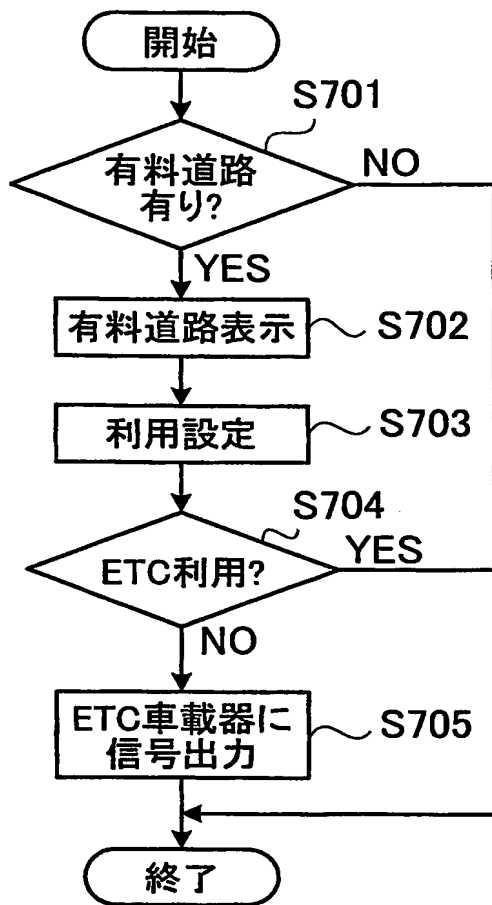 開始
S701
有料道路
有り?
NO
YES
有料道路表示
S702
利用設定
S703
S704
ETC利用?
YES
NO
ETC車載器に
信号出力
S705
終了